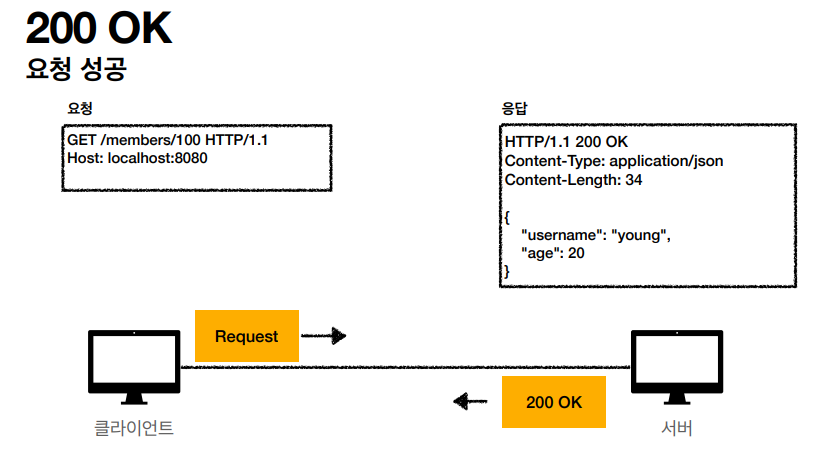 200 OK
요청 성공
요청
GET /members/100 HTTP/1.1
Host: localhost:8080
응답
HTTP/1.1 200 OK
Content-Type: application/json
Content-Length: 34
{
"username": "young",
"age": 20
}
Request
200 OK
클라이언트
서버